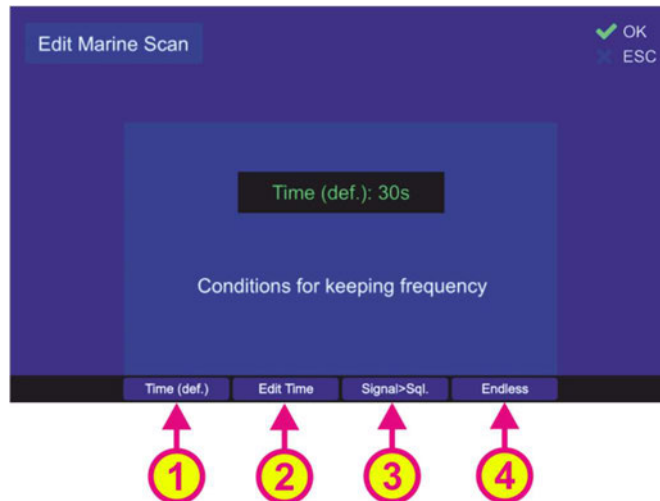 Edit Marine Scan
OK
ESC
Time (def.): 30s
Conditions for keeping frequency
Time (def.) Edit Time Signal>Sql. Endless
1 2 3 4